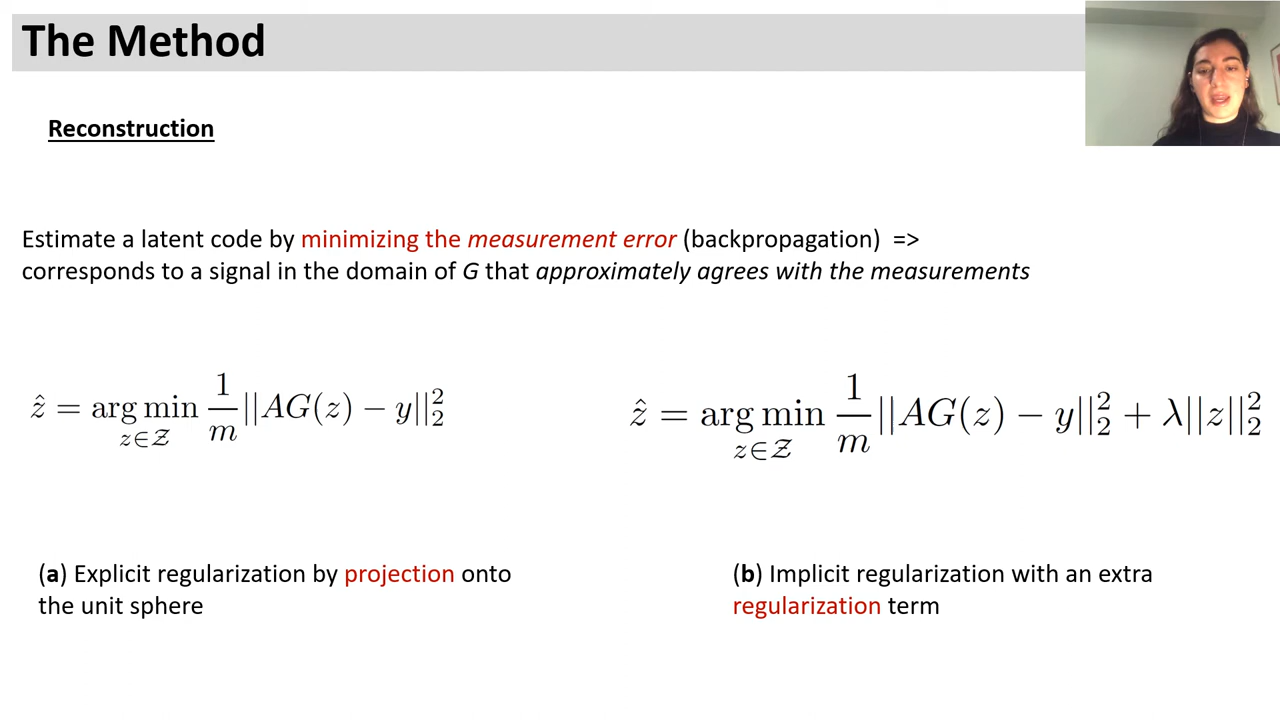 The Method
Reconstruction
Estimate a latent code by minimizing the measurement error (backpropagation) =>
corresponds to a signal in the domain of G that approximately agrees with the measurements
ẑ = arg min_{z∈𝒵} 1/m ||AG(z) − y||₂²
ẑ = arg min_{z∈𝒵} 1/m ||AG(z) − y||₂² + λ||z||₂²
(a) Explicit regularization by projection onto
the unit sphere
(b) Implicit regularization with an extra
regularization term